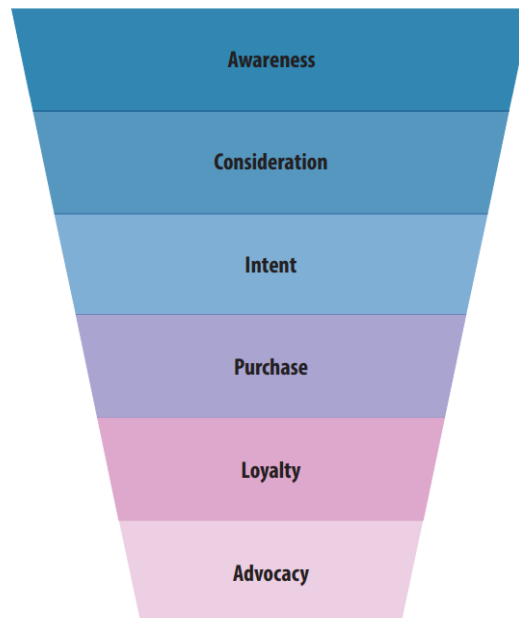 Awareness
Consideration
Intent
Purchase
Loyalty
Advocacy